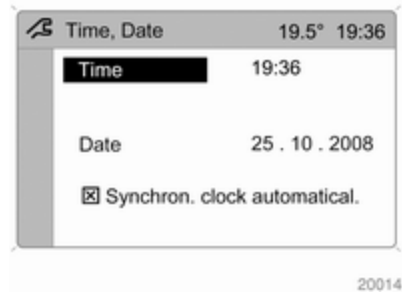 Time, Date 19.5° 19:36
Time 19:36
Date 25 . 10 . 2008
Synchron. clock automatical.
20014